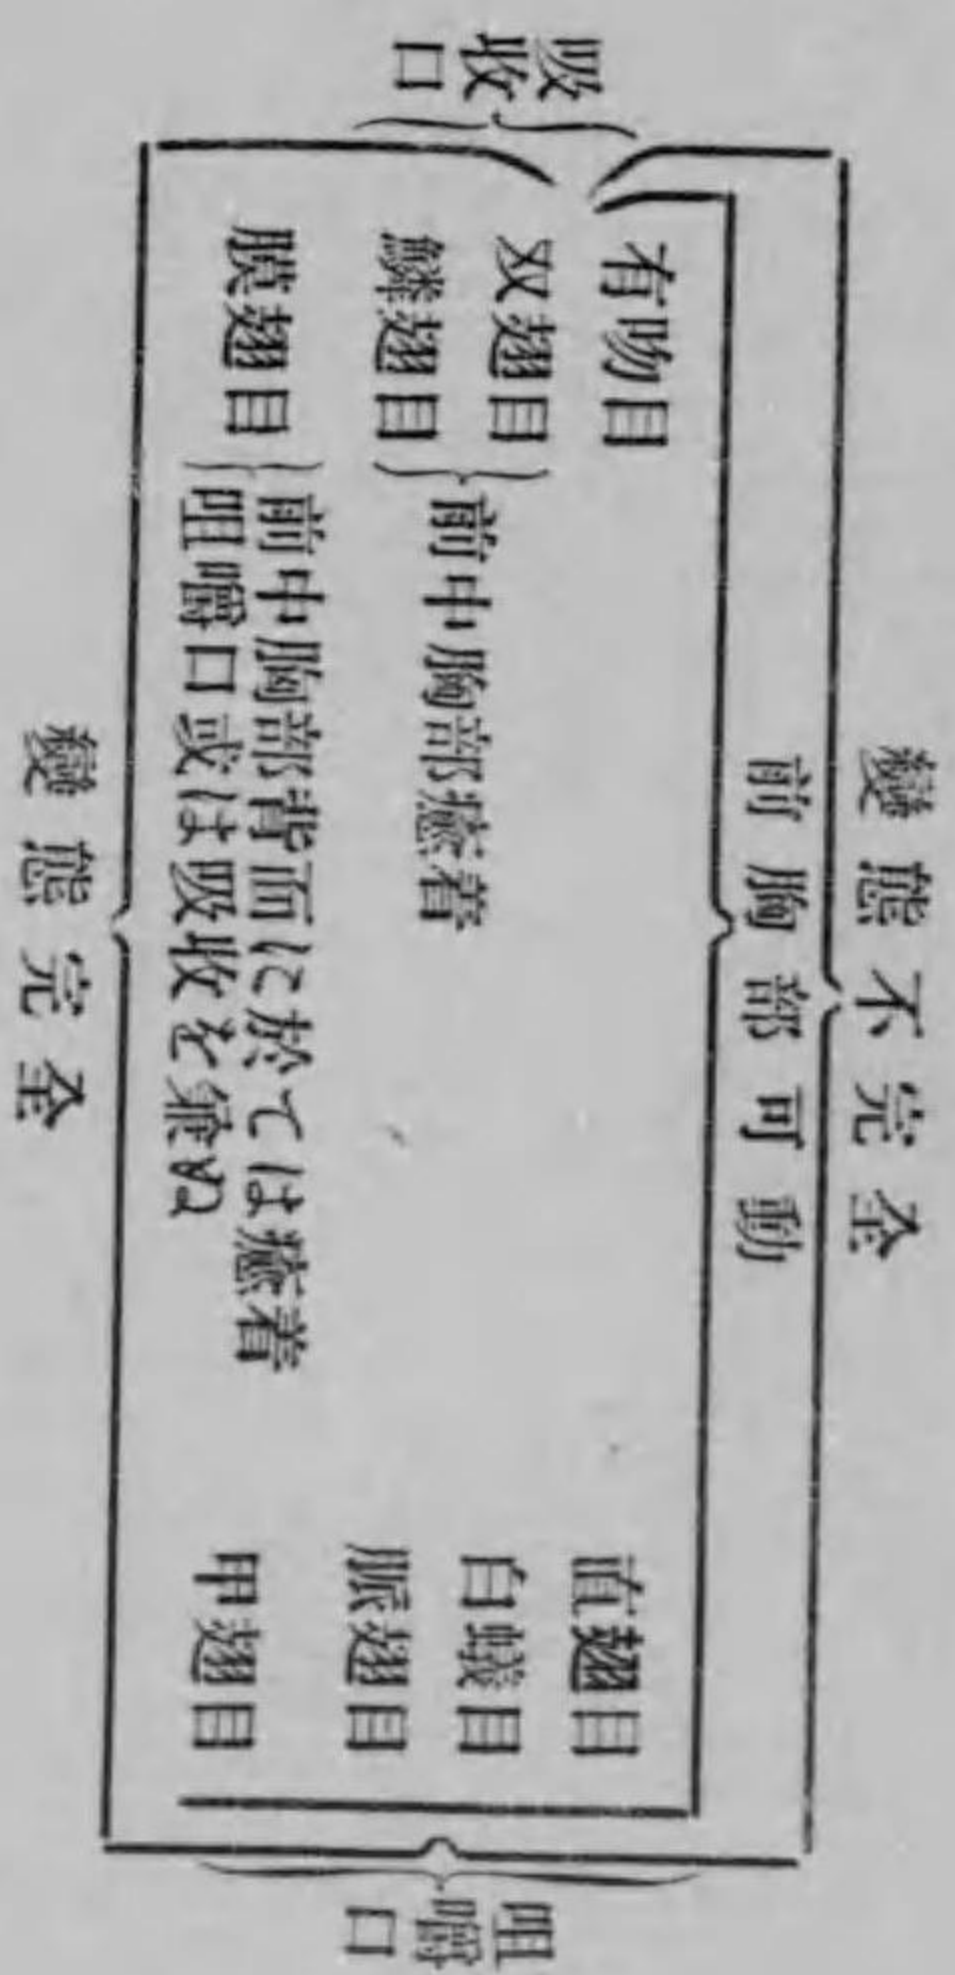 變態不完全
前胸部可動
吸收口
有吻目
双翅目
鱗翅目
前中胸部癒着
膜翅目
前中胸部背面に於ては癒着
咀嚼口或は吸收を兼ぬ
直翅目
白蟻目
脈翅目
甲翅目
咀嚼口
變態完全